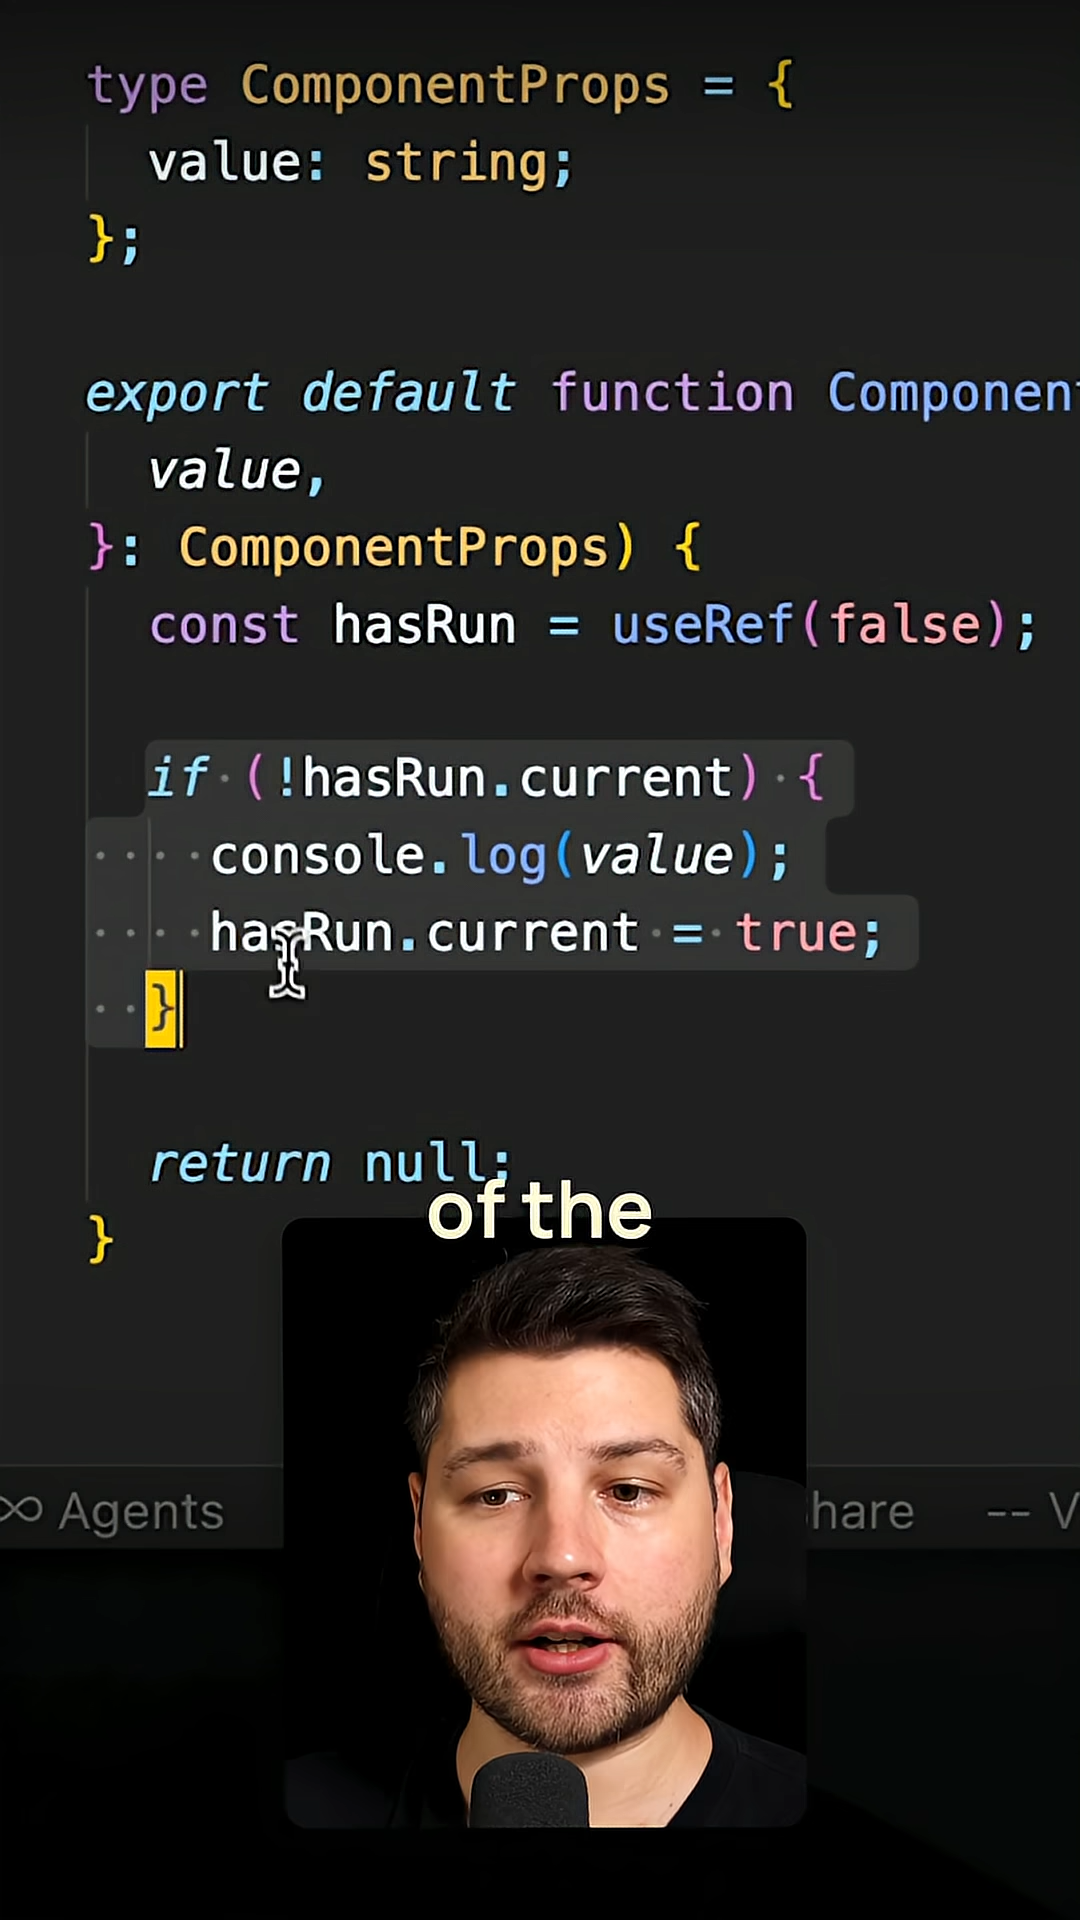 type ComponentProps = {
value: string;
};
export default function Componen
value,
}: ComponentProps) {
const hasRun = useRef(false);
if (!hasRun.current) {
console.log(value);
hasRun.current = true;
}
return null;
of the
}
Agents
hare
-- V